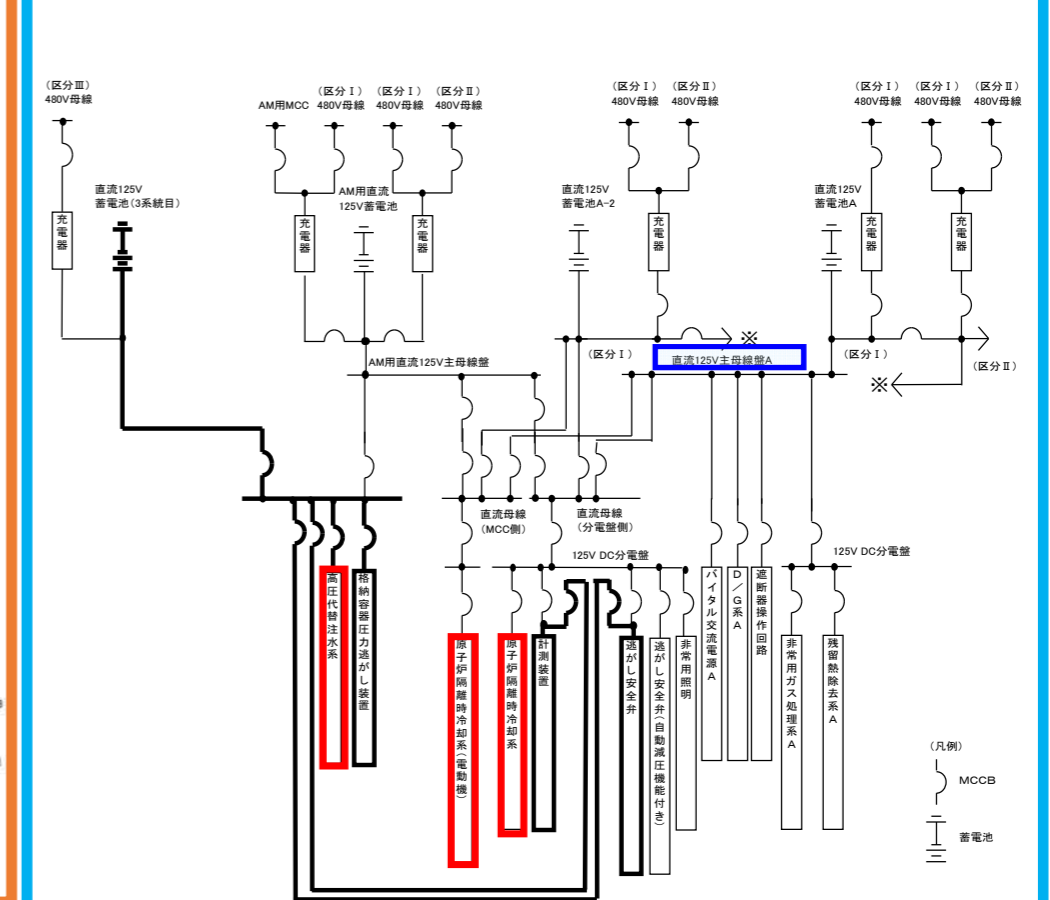 (区分Ⅲ)
480V母線
AM用MCC
(区分Ⅰ)
480V母線
(区分Ⅰ)
480V母線
(区分Ⅱ)
480V母線
(区分Ⅰ)
480V母線
(区分Ⅱ)
480V母線
(区分Ⅰ)
480V母線
(区分Ⅰ)
480V母線
(区分Ⅱ)
480V母線
直流125V
蓄電池(3系統目)
AM用直流
125V蓄電池
直流125V
蓄電池A-2
直流125V
蓄電池A
充電器
充電器
充電器
充電器
充電器
充電器
※
(区分Ⅰ)
直流125V主母線盤A
(区分Ⅰ)
(区分Ⅱ)
AM用直流125V主母線盤
※
直流母線
(MCC側)
直流母線
(分電盤側)
125V DC分電盤
125V DC分電盤
高圧代替注水系
格納容器圧力逃がし装置
原子炉隔離時冷却系(電動機)
原子炉隔離時冷却系
計測装置
逃がし安全弁
逃がし安全弁(自動減圧機能付き)
非常用照明
バイタル交流電源A
D/G系A
遮断器操作回路
非常用ガス処理系A
残留熱除去系A
(凡例)
MCCB
蓄電池